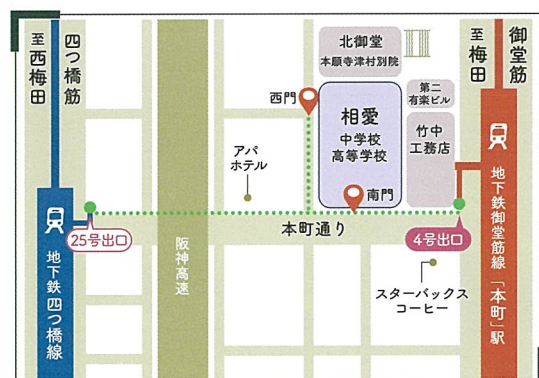 至西梅田
四つ橋筋
北御堂
本願寺津村別院
至梅田
御堂筋
西門
相愛
中学校
高等学校
第二
有楽ビル
竹中
工務店
アパ
ホテル
南門
25号出口
本町通り
4号出口
地下鉄四つ橋線
阪神高速
スターバックス
コーヒー
地下鉄御堂筋線「本町」駅